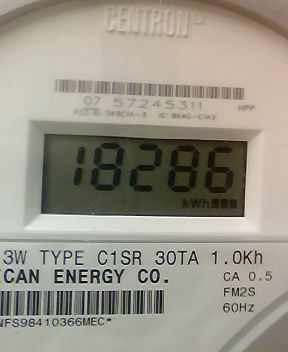 CENTRON®
07 57245311
HPP
18286
kWh
3W TYPE C1SR 30TA 1.0Kh
CAN ENERGY CO.
CA 0.5
FM2S
60Hz
NFS98410366MEC*